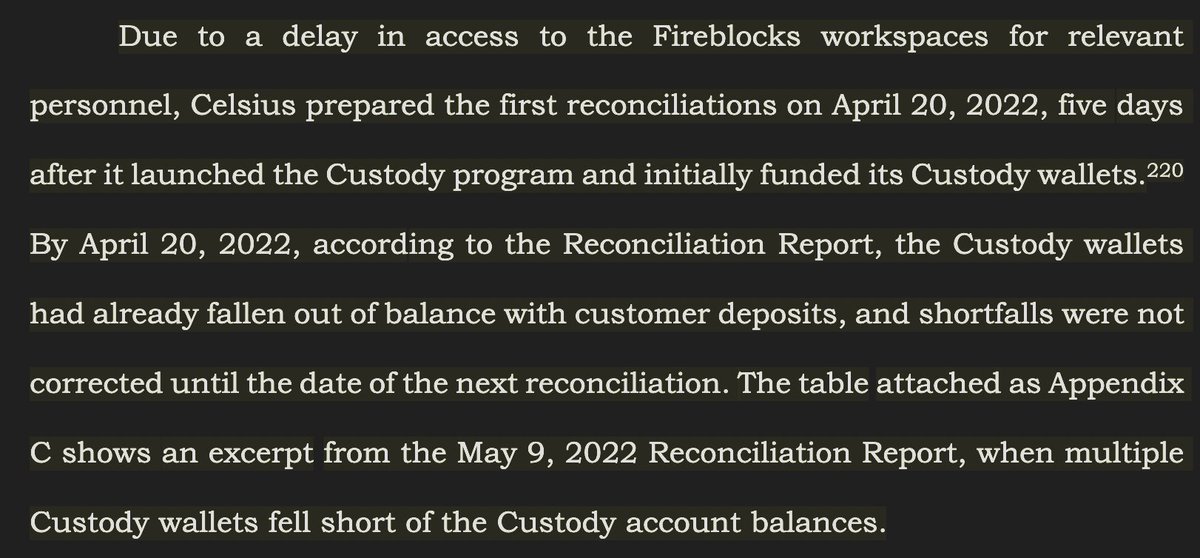 Due to a delay in access to the Fireblocks workspaces for relevant
personnel, Celsius prepared the first reconciliations on April 20, 2022, five days
after it launched the Custody program and initially funded its Custody wallets.220
By April 20, 2022, according to the Reconciliation Report, the Custody wallets
had already fallen out of balance with customer deposits, and shortfalls were not
corrected until the date of the next reconciliation. The table attached as Appendix
C shows an excerpt from the May 9, 2022 Reconciliation Report, when multiple
Custody wallets fell short of the Custody account balances.